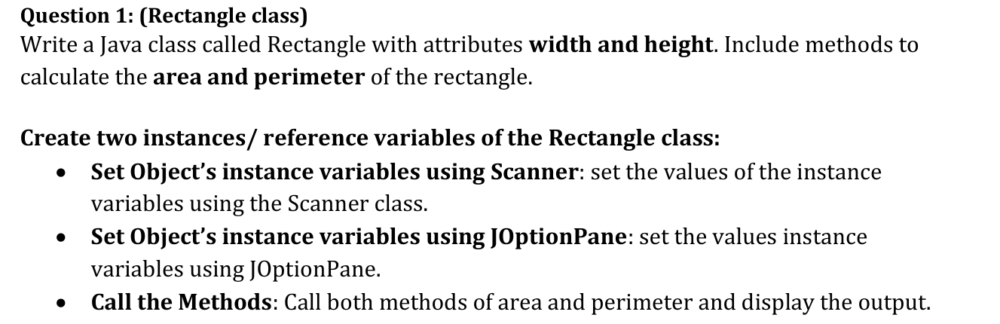 Question 1: (Rectangle class)
Write a Java class called Rectangle with attributes width and height. Include methods to
calculate the area and perimeter of the rectangle.
Create two instances/ reference variables of the Rectangle class:
• Set Object’s instance variables using Scanner: set the values of the instance
variables using the Scanner class.
• Set Object’s instance variables using JOptionPane: set the values instance
variables using JOptionPane.
• Call the Methods: Call both methods of area and perimeter and display the output.